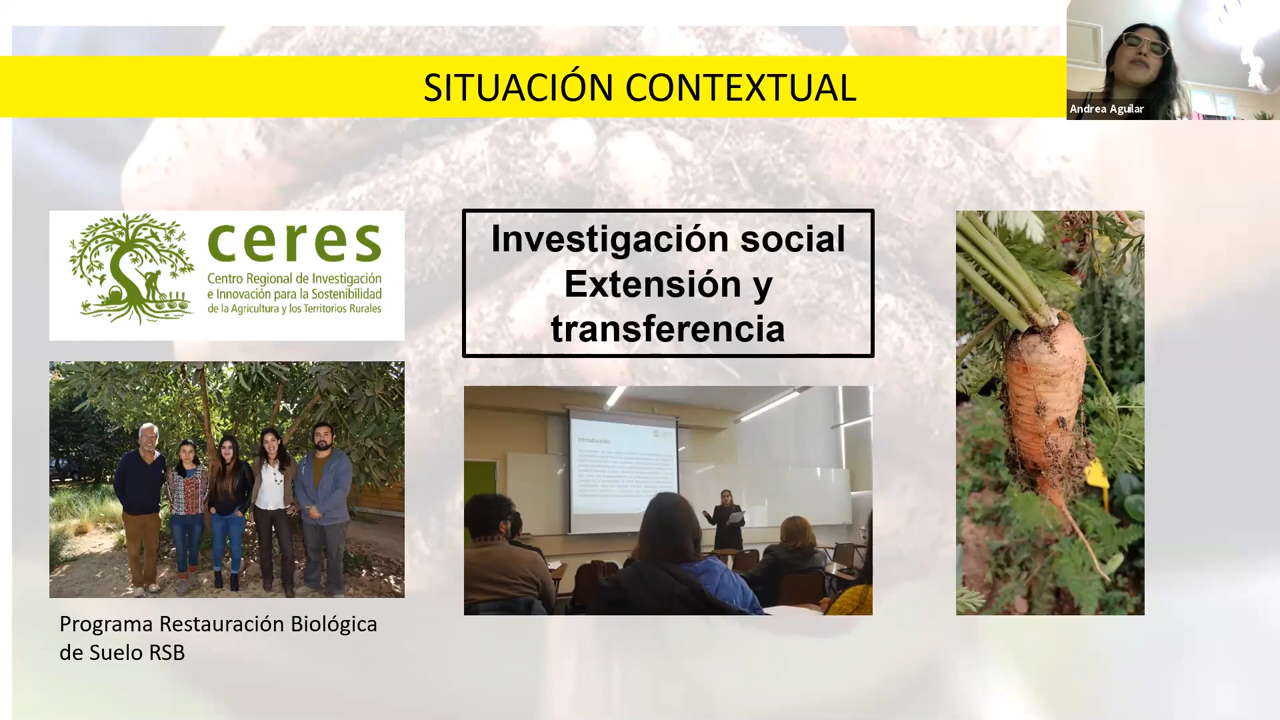 SITUACIÓN CONTEXTUAL
Andrea Aguilar
ceres
Centro Regional de Investigación
e Innovación para la Sostenibilidad
de la Agricultura y los Territorios Rurales
Investigación social
Extensión y
transferencia
Introducción
Programa Restauración Biológica
de Suelo RSB